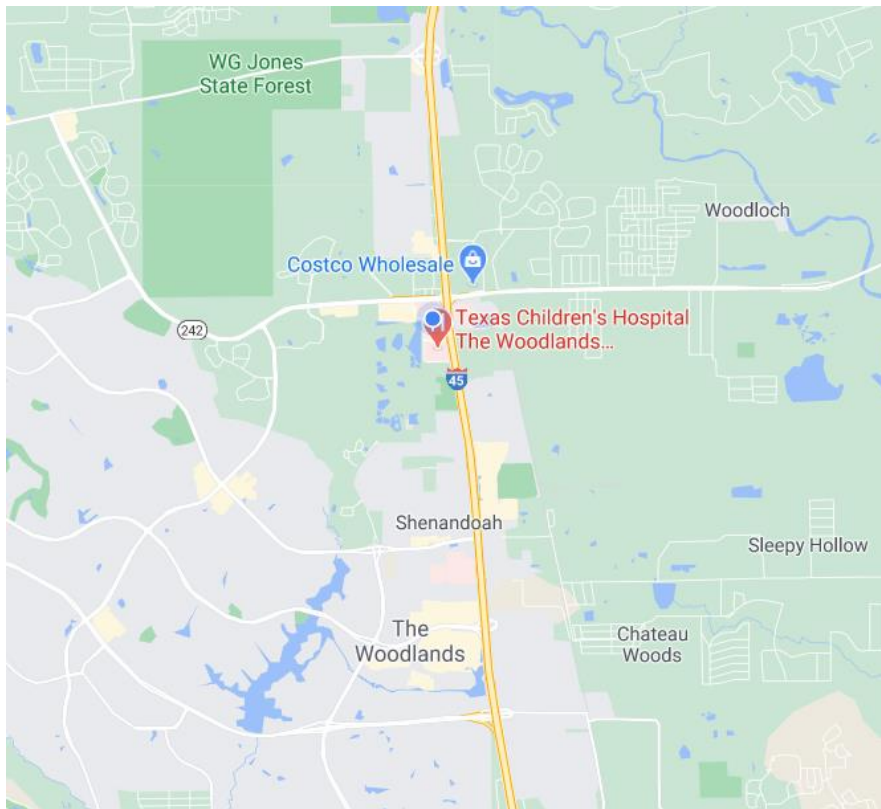 WG Jones
State Forest
Woodloch
Costco Wholesale
Texas Children's Hospital
The Woodlands...
242
45
Shenandoah
Sleepy Hollow
The
Woodlands
Chateau
Woods